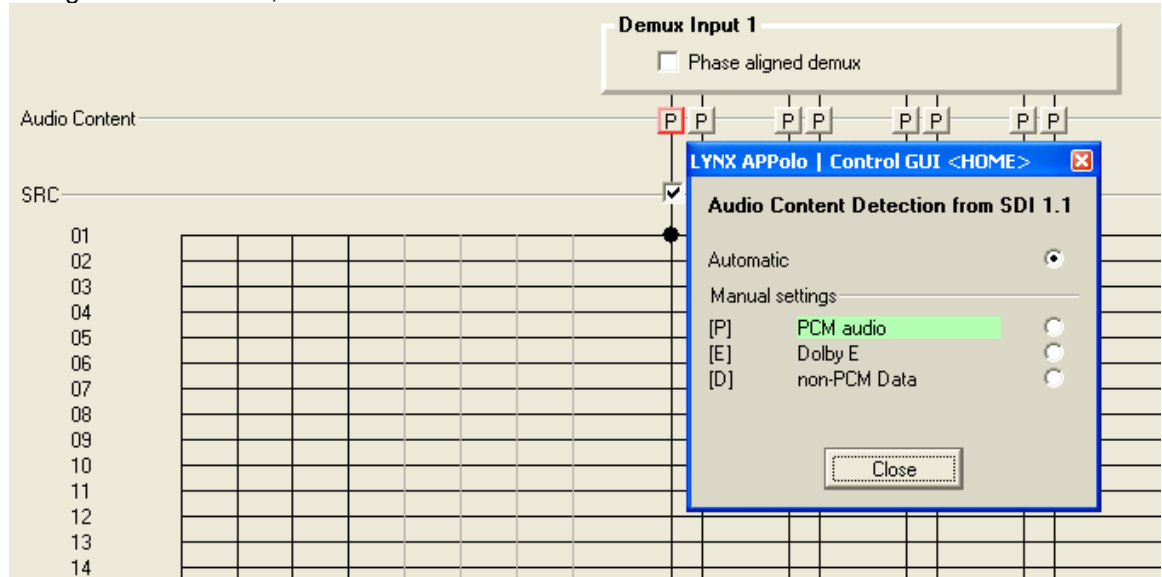 Demux Input 1
Phase aligned demux
Audio Content
P P P P P P P P
LYNX APPolo | Control GUI <HOME>
SRC
Audio Content Detection from SDI 1.1
01
Automatic
02
03
Manual settings
04
[P] PCM audio
05
[E] Dolby E
06
[D] non-PCM Data
07
08
09
10
Close
11
12
13
14